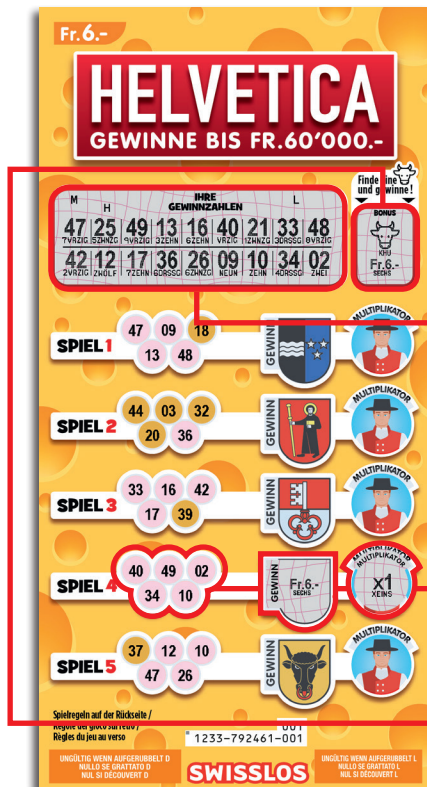 Fr.6.-
HELVETICA
GEWINNE BIS FR.60'000.-
Finde eine
und gewinne!
M H IHRE L
GEWINNZAHLEN
47 25 49 13 16 40 21 33 48
7VRZIG 5ZWNZG 9VRZIG 3ZEHN 6ZEHN VRZIG 1ZWNZG 3DRSSG 8VRZIG
42 12 17 36 26 09 10 34 02
2VRZIG ZWÖLF 7ZEHN 6DRSSG 6ZWNZG NEUN ZEHN 4DRSSG ZWEI
BONUS
KHU
Fr.6.-
SECHS
SPIEL 1
47 09 18
13 48
GEWINN
MULTIPLIKATOR
SPIEL 2
44 03 32
20 36
GEWINN
MULTIPLIKATOR
SPIEL 3
33 16 42
17 39
GEWINN
MULTIPLIKATOR
SPIEL 4
40 49 02
34 10
GEWINN
Fr.6.-
SECHS
MULTIPLIKATOR
MULTIPLIKATOR
x1
XEINS
SPIEL 5
37 12 10
47 26
GEWINN
MULTIPLIKATOR
Spielregeln auf der Rückseite /
Regole del gioco sul retro /
Règles du jeu au verso
001
1233-792461-001
UNGÜLTIG WENN AUFGERUBBELT D
NULLO SE GRATTATO D
NUL SI DÉCOUVERT D
SWISSLOS
UNGÜLTIG WENN AUFGERUBBELT L
NULLO SE GRATTATO L
NUL SI DÉCOUVERT L